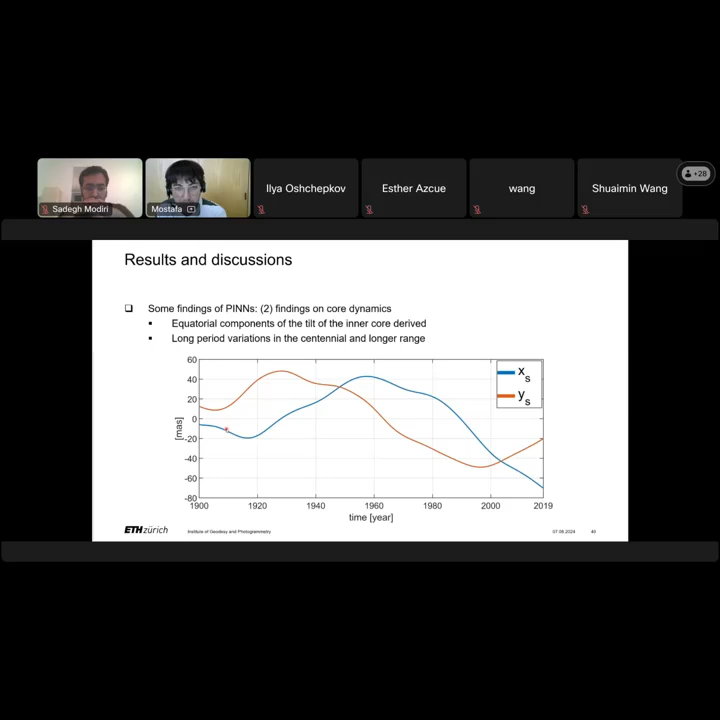 Sadegh Modiri
Mostafa
Ilya Oshchepkov
Esther Azcue
wang
Shuaimin Wang
+28
Results and discussions
Some findings of PINNs: (2) findings on core dynamics
Equatorial components of the tilt of the inner core derived
Long period variations in the centennial and longer range
60
40
20
0
-20
-40
-60
-80
[mas]
x_s
y_s
1900
1920
1940
1960
1980
2000
2019
time [year]
ETH zürich
Institute of Geodesy and Photogrammetry
07.08.2024
40